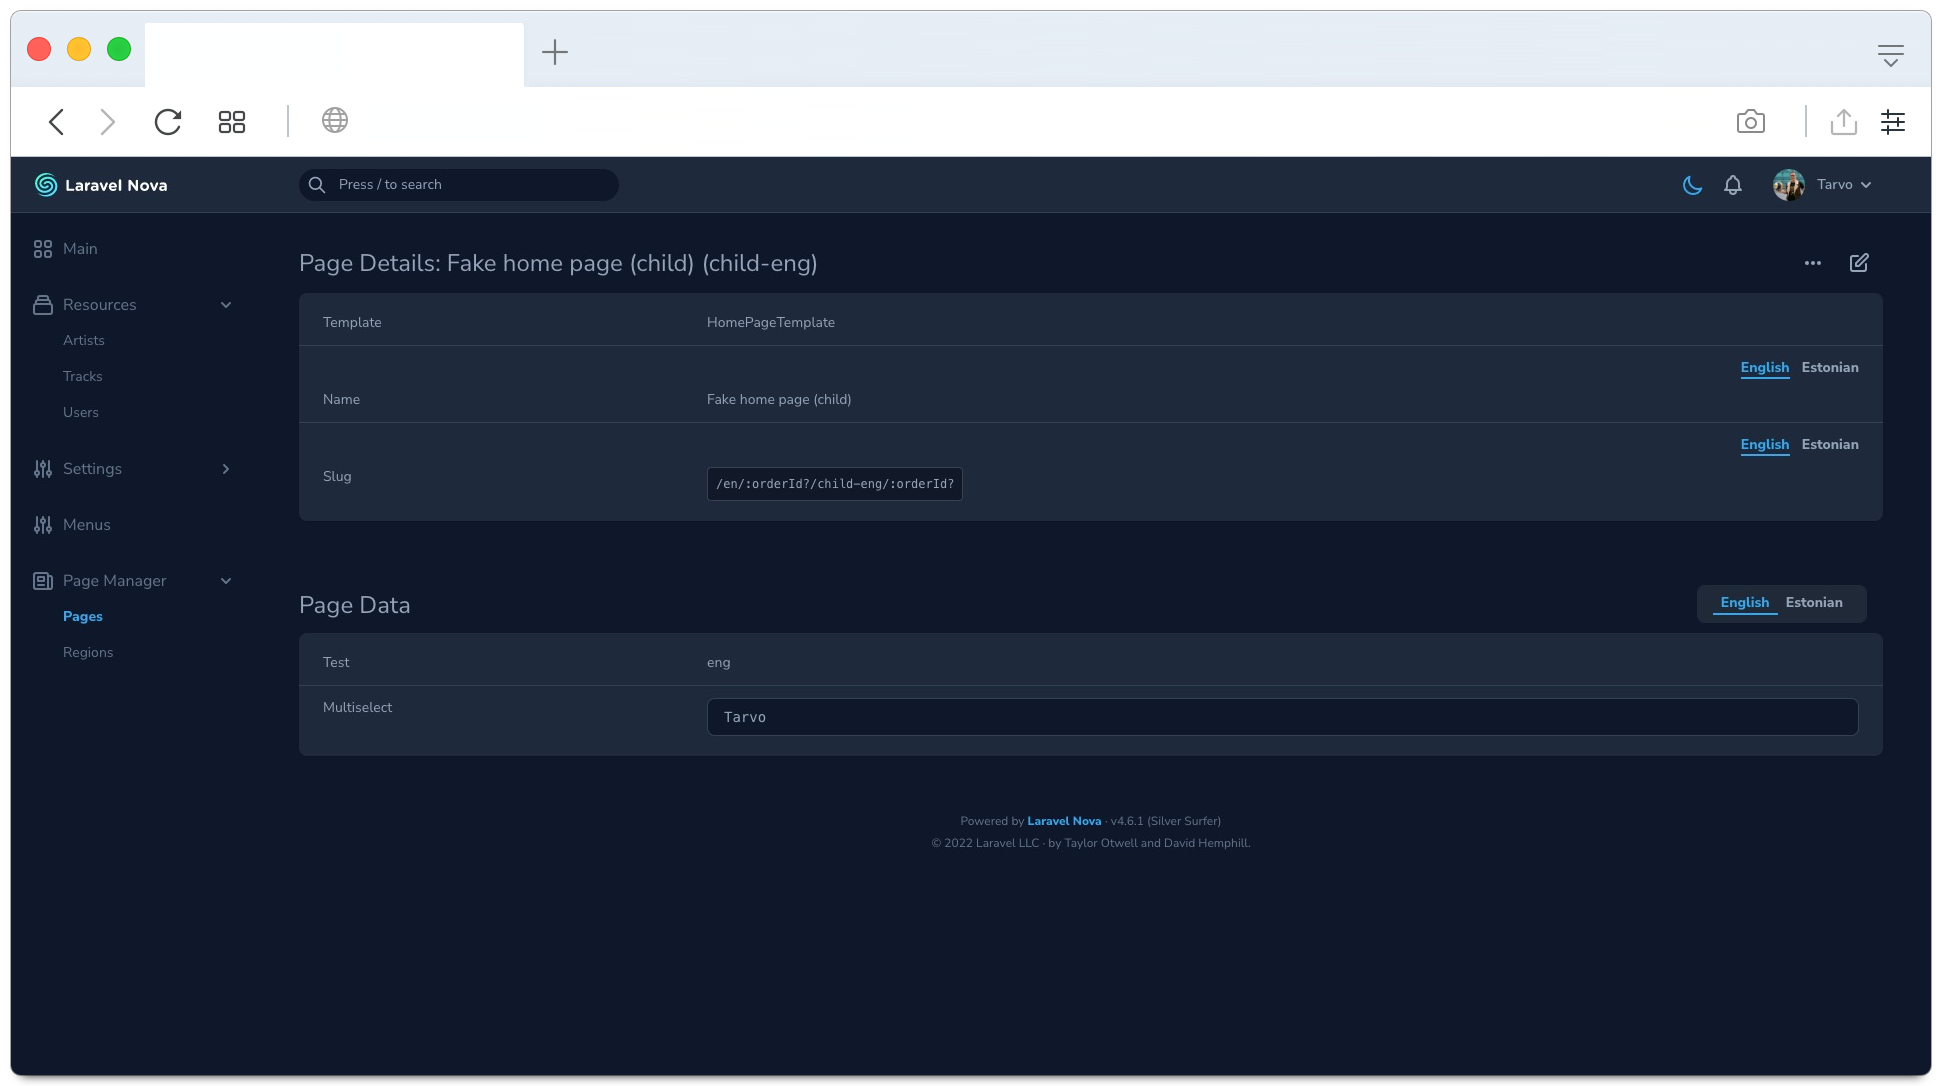 Laravel Nova
Press / to search
Tarvo
Main
Resources
Artists
Tracks
Users
Settings
Menus
Page Manager
Pages
Regions
Page Details: Fake home page (child) (child-eng)
Template HomePageTemplate
English Estonian
Name Fake home page (child)
English Estonian
Slug /en/:orderId?/child-eng/:orderId?
Page Data English Estonian
Test eng
Multiselect Tarvo
Powered by Laravel Nova · v4.6.1 (Silver Surfer)
© 2022 Laravel LLC · by Taylor Otwell and David Hemphill.